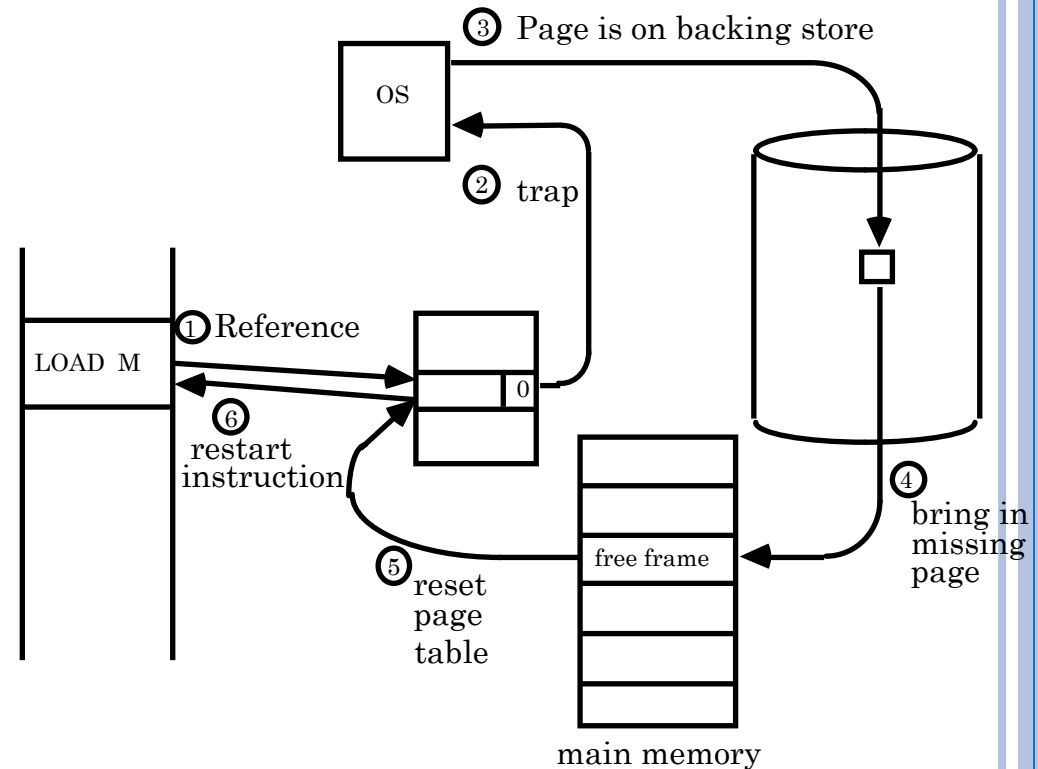 ③ Page is on backing store
OS
② trap
① Reference
LOAD M
0
⑥
restart
instruction
④
bring in
missing
page
free frame
⑤
reset
page
table
main memory